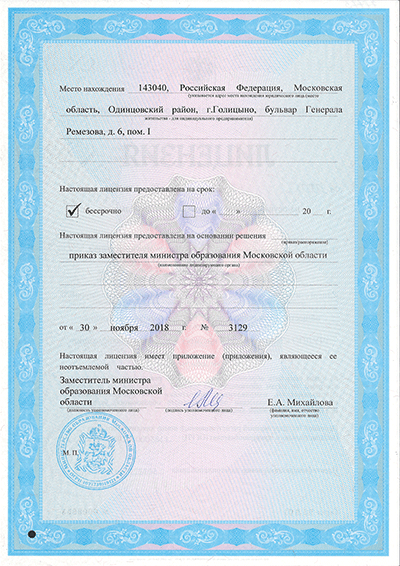 Место нахождения 143040, Российская Федерация, Московская
(указывается адрес места нахождения юридического лица (место
область, Одинцовский район, г.Голицыно, бульвар Генерала
жительства - для индивидуального предпринимателя)
Ремезова, д. 6, пом. I
Настоящая лицензия предоставлена на срок:
бессрочно до « » 20 г.
Настоящая лицензия предоставлена на основании решения
(приказ/распоряжение)
приказ заместителя министра образования Московской области
(наименование лицензирующего органа)
от « 30 » ноября 2018 г. № 3129
Настоящая лицензия имеет приложение (приложения), являющееся ее
неотъемлемой частью.
Заместитель министра
образования Московской
области
Е.А. Михайлова
(должность уполномоченного лица)
(подпись уполномоченного лица)
(фамилия, имя, отчество
уполномоченного лица)
М.П.